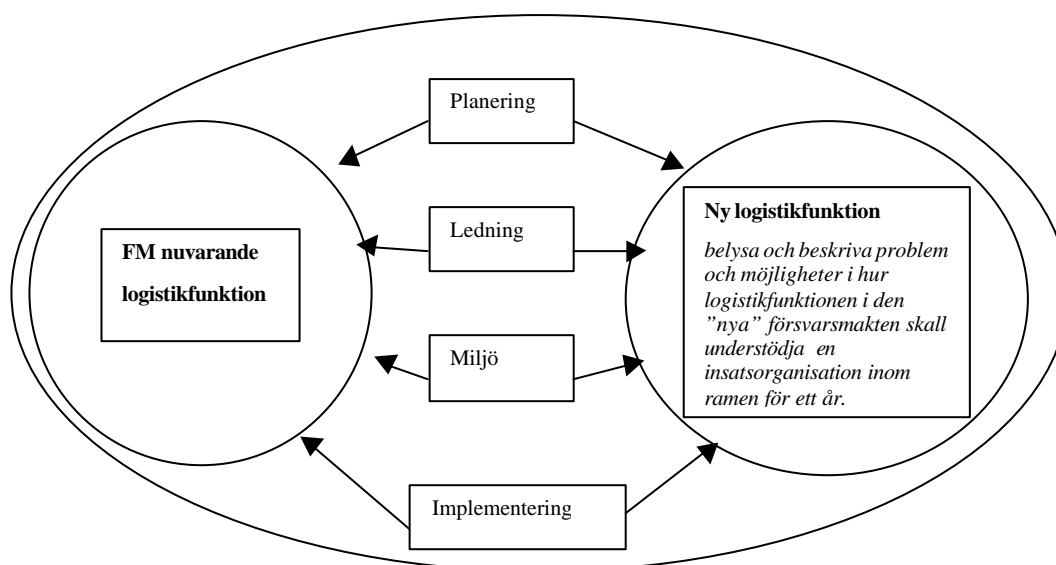 Planering
Ledning
Miljö
Implementering
FM nuvarande
logistikfunktion
Ny logistikfunktion
belysa och beskriva problem
och möjligheter i hur
logistikfunktionen i den
”nya” försvarsmakten skall
understödja en
insatsorganisation inom
ramen för ett år.